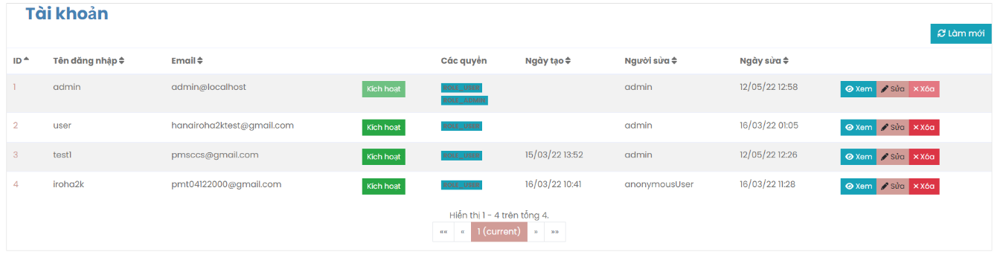 Tài khoản
Làm mới
ID Tên đăng nhập Email Các quyền Ngày tạo Người sửa Ngày sửa
1 admin admin@localhost Kích hoạt ROLE_USER admin 12/05/22 12:58 Xem Sửa Xóa
ROLE_ADMIN
2 user hanairoha2ktest@gmail.com Kích hoạt ROLE_USER admin 16/03/22 01:05 Xem Sửa Xóa
3 test1 pmsccs@gmail.com Kích hoạt ROLE_USER 15/03/22 13:52 admin 12/05/22 12:26 Xem Sửa Xóa
4 iroha2k pmt04122000@gmail.com Kích hoạt ROLE_USER 16/03/22 10:41 anonymousUser 16/03/22 11:28 Xem Sửa Xóa
Hiển thị 1 - 4 trên tổng 4.
«« « 1 (current) » »»